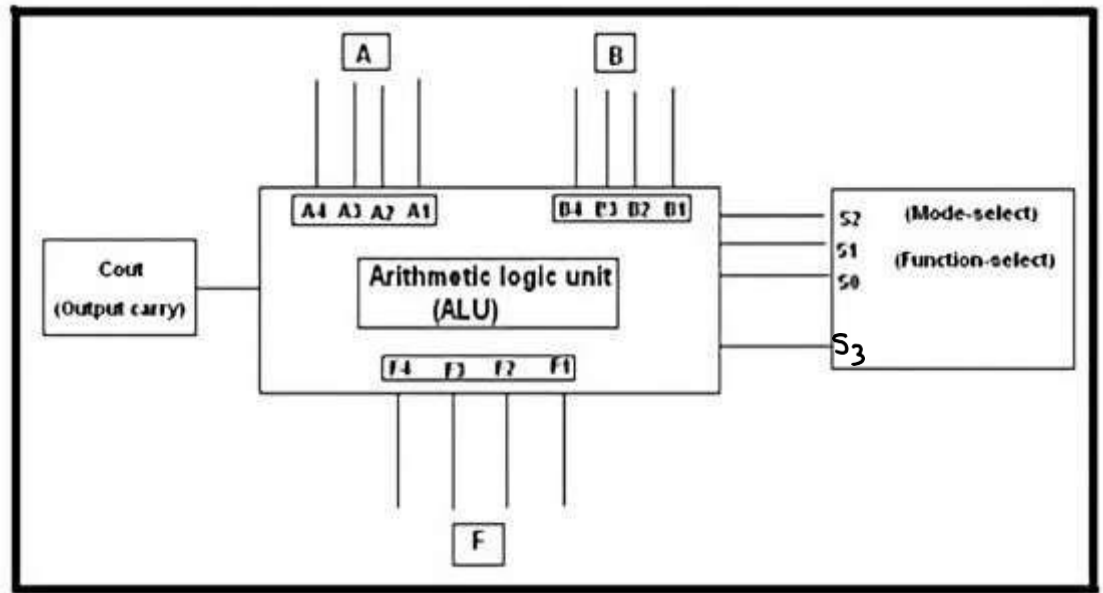 A
B
A4 A3 A2 A1
B4 B3 B2 B1
S2 (Mode-select)
S1 (Function-select)
S0
S3
Cout
(Output carry)
Arithmetic logic unit
(ALU)
F4 F3 F2 F1
F